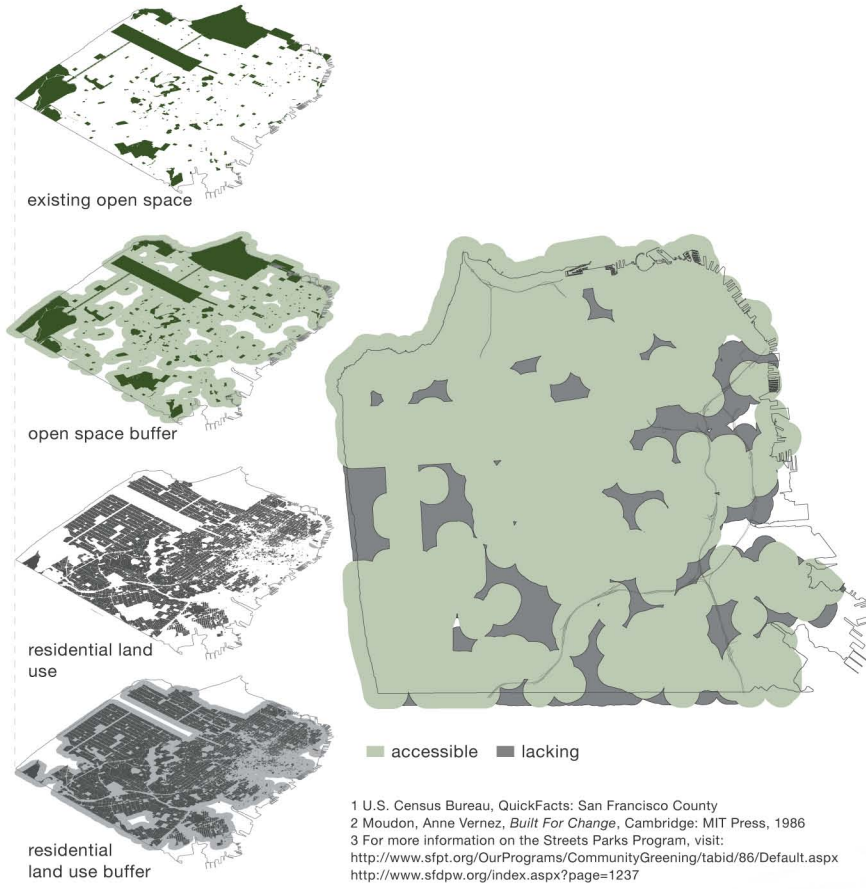 existing open space
open space buffer
residential land
use
residential
land use buffer
accessible
lacking
1 U.S. Census Bureau, QuickFacts: San Francisco County
2 Moudon, Anne Vernez, Built For Change, Cambridge: MIT Press, 1986
3 For more information on the Streets Parks Program, visit:
http://www.sfpt.org/OurPrograms/CommunityGreening/tabid/86/Default.aspx
http://www.sfdpw.org/index.aspx?page=1237